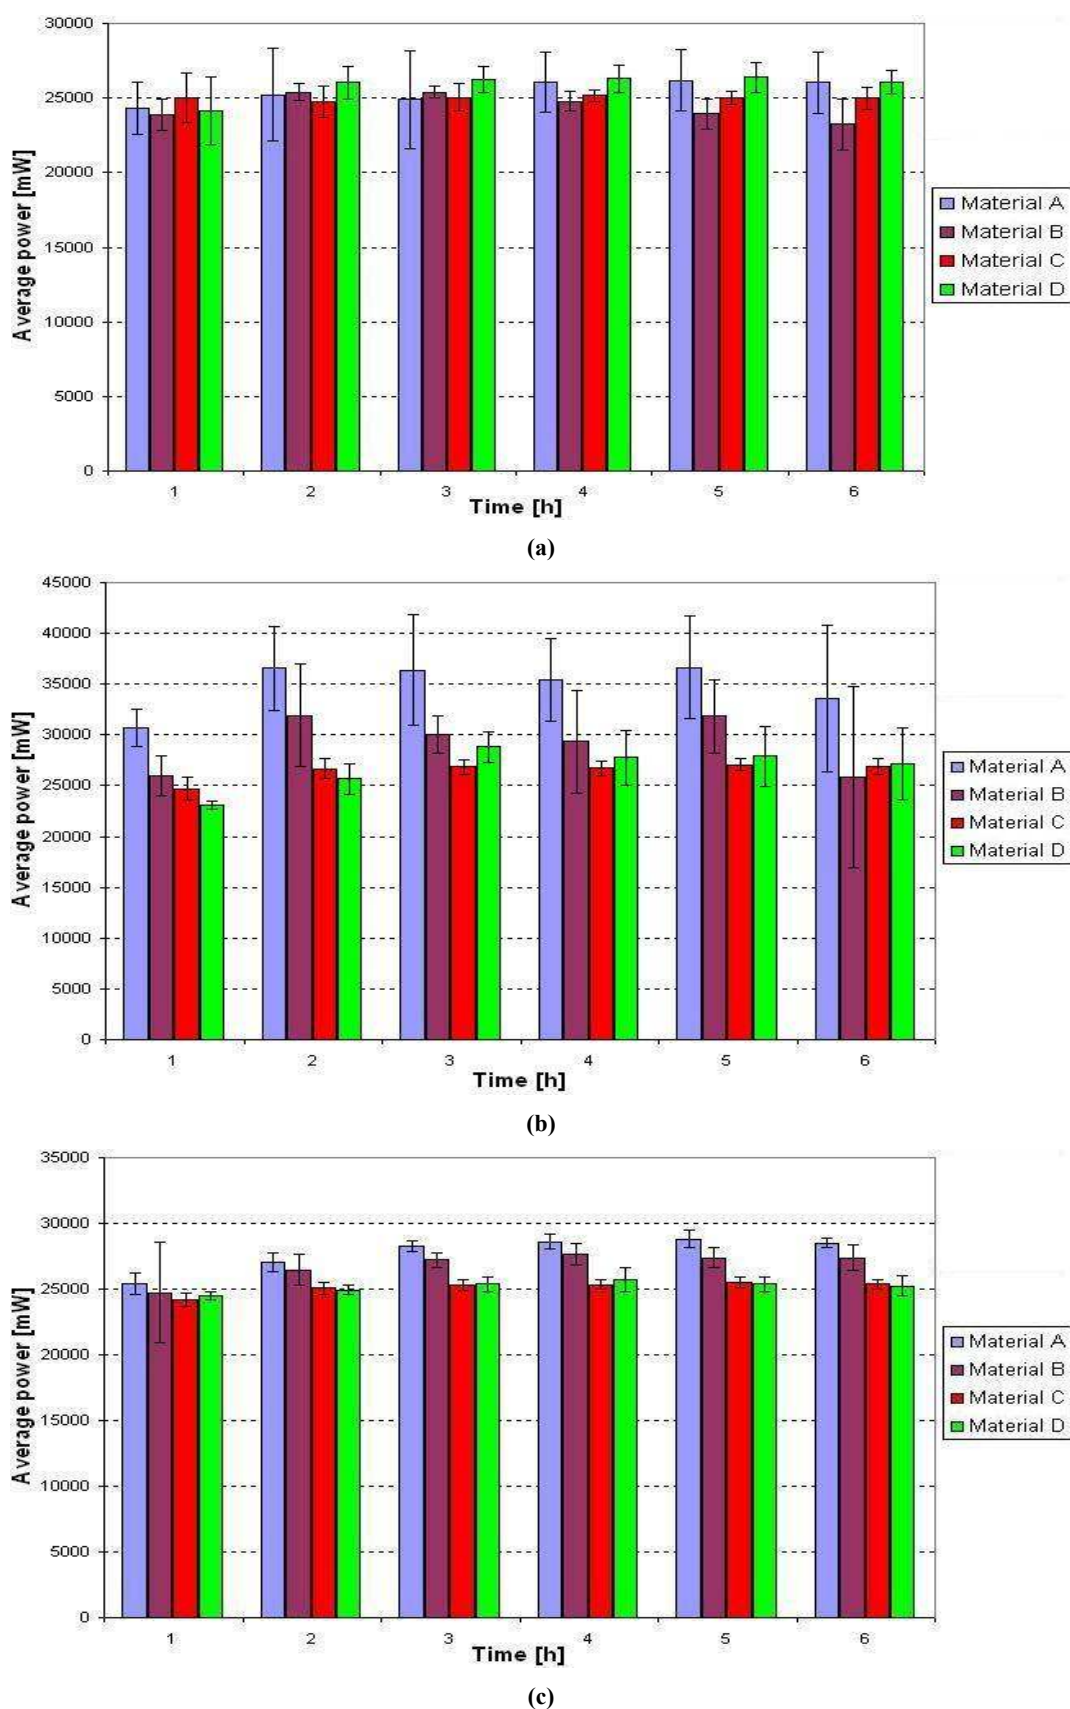 30000
25000
20000
15000
10000
5000
0
Average power [mW]
1 2 3 4 5 6
Time [h]
Material A
Material B
Material C
Material D
(a)
45000
40000
35000
30000
25000
20000
15000
10000
5000
0
Average power [mW]
1 2 3 4 5 6
Time [h]
Material A
Material B
Material C
Material D
(b)
35000
30000
25000
20000
15000
10000
5000
0
Average power [mW]
1 2 3 4 5 6
Time [h]
Material A
Material B
Material C
Material D
(c)